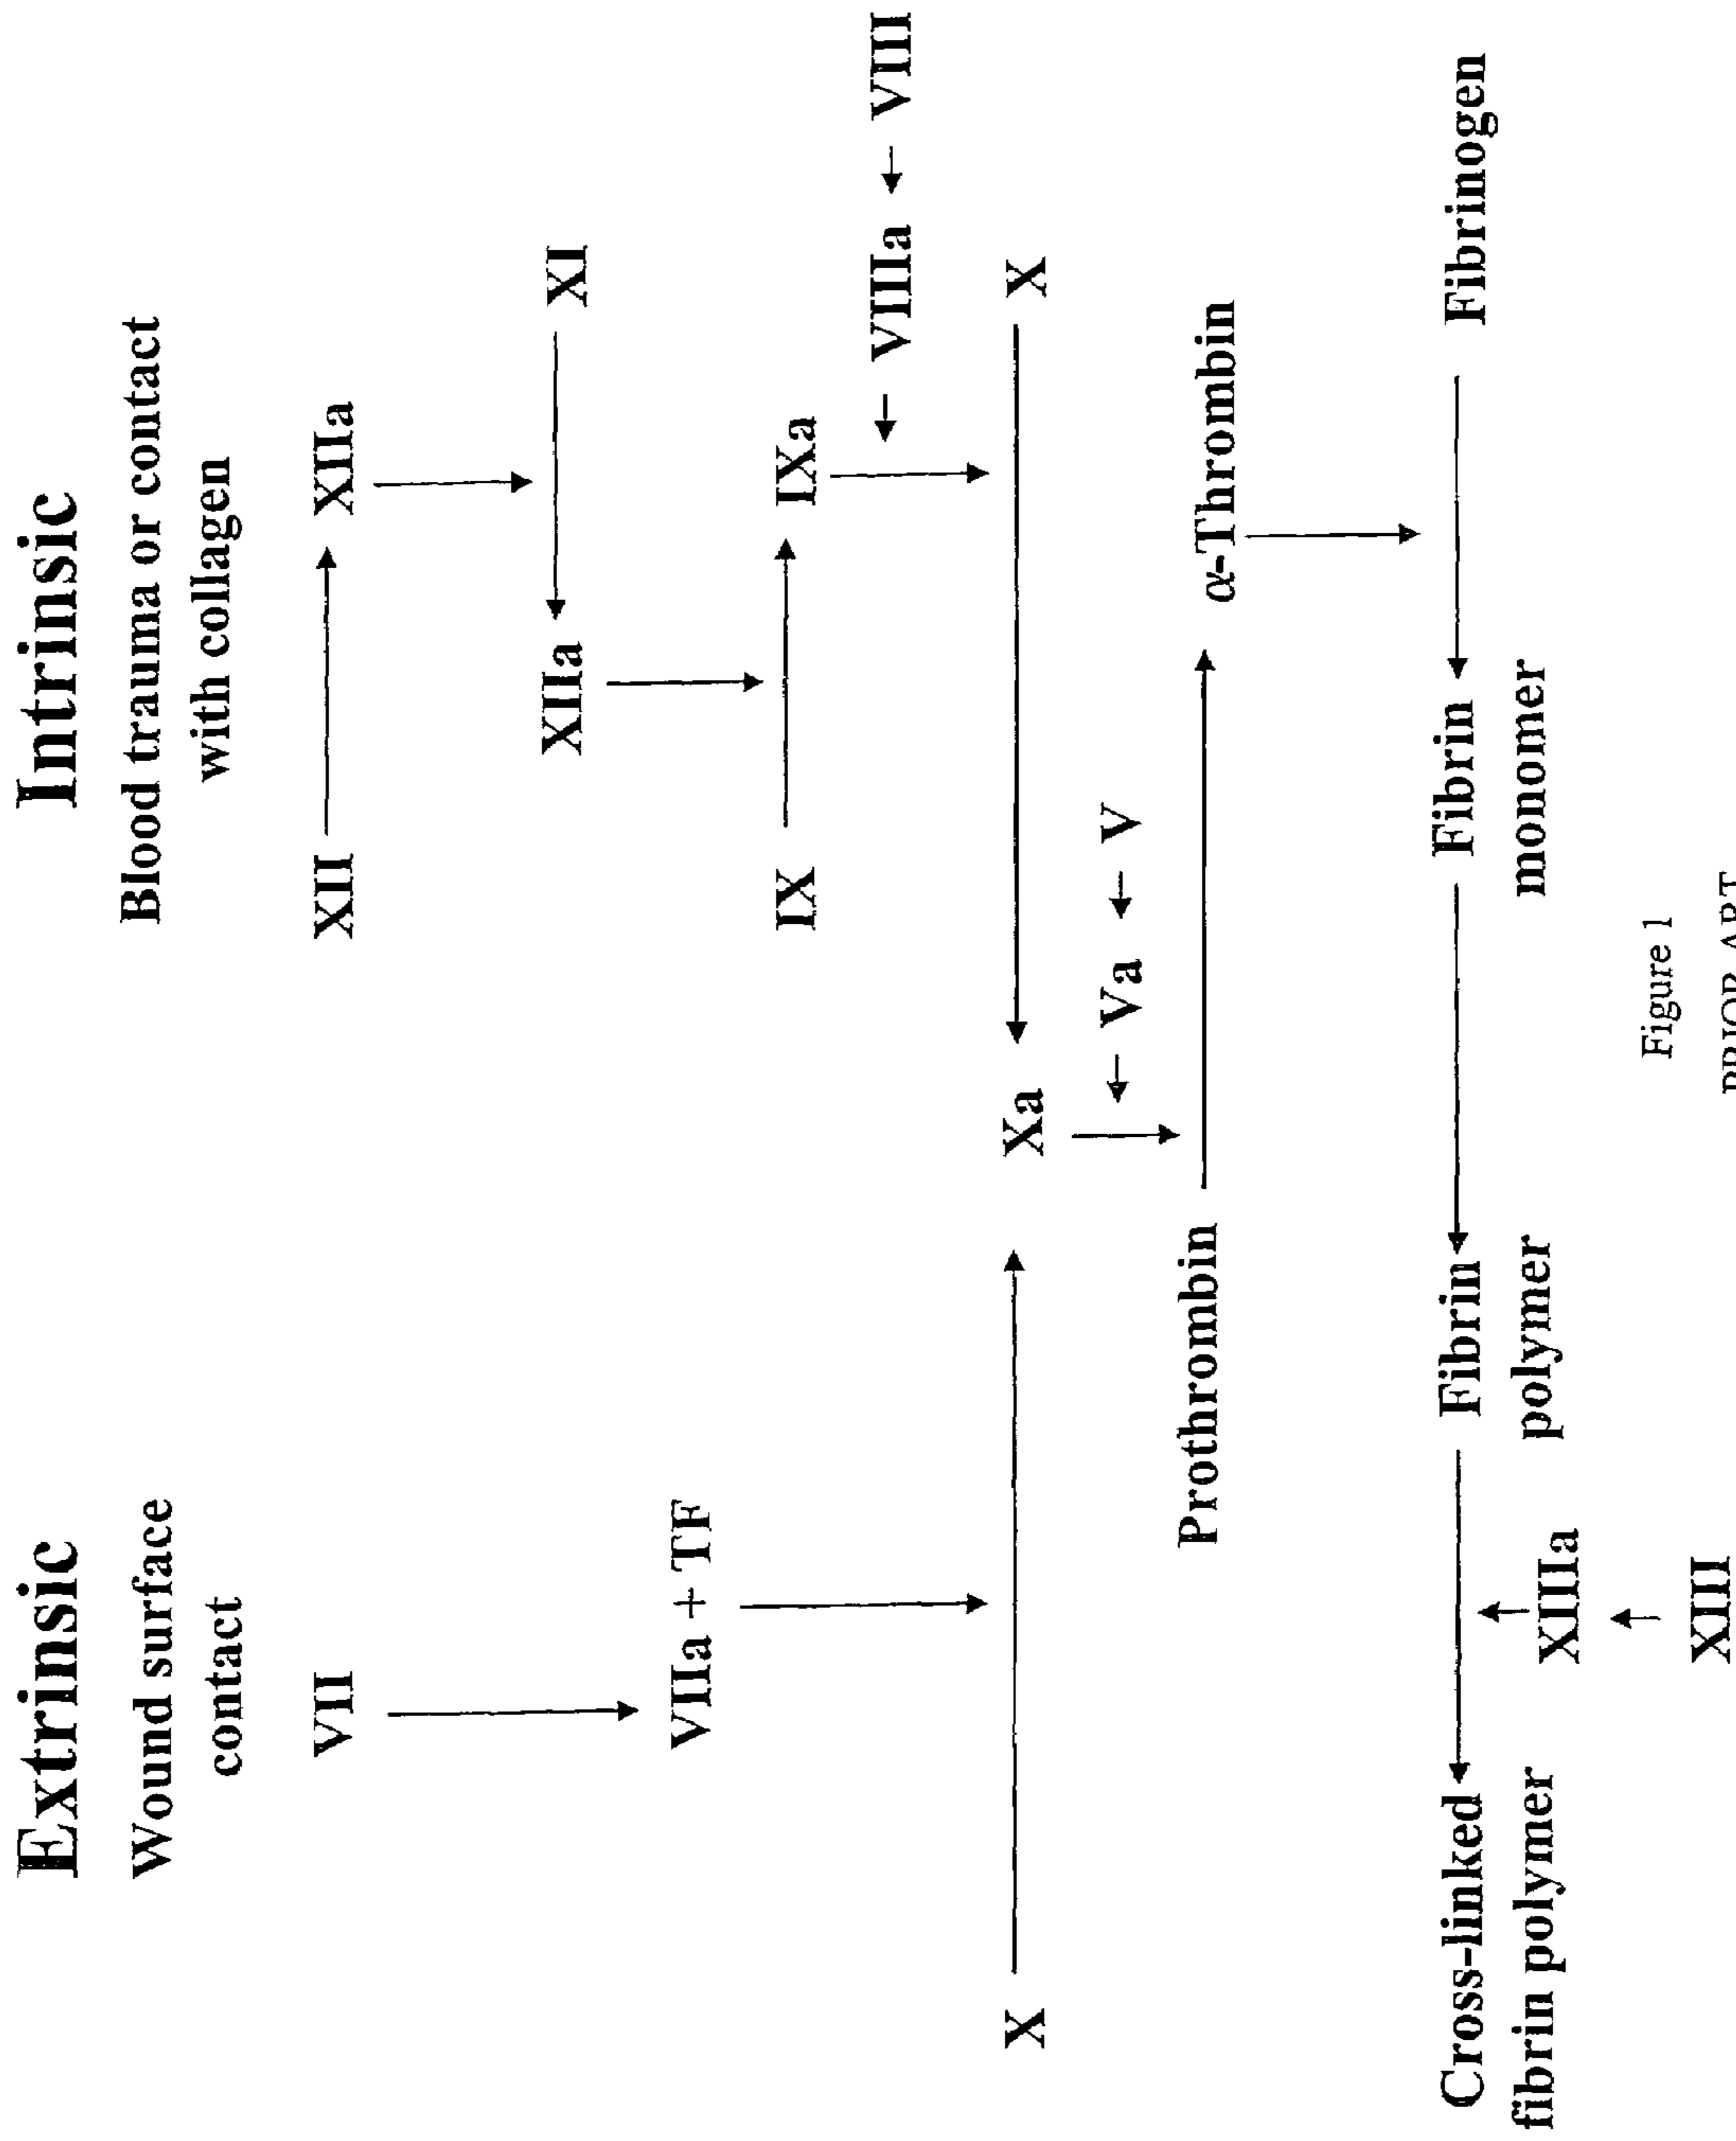 Extrinsic
Wound surface
contact
VII
VIIa + TF
Intrinsic
Blood trauma or contact
with collagen
XII
XIIa
XIIa
XI
IX
IXa
VIIIa
VIII
X
Xa
X
Va
V
Prothrombin
α-Thrombin
Cross-linked
fibrin polymer
Fibrin
polymer
Fibrin
monomer
Fibrinogen
XIIIa
XIII
Figure 1
PRIOR ART